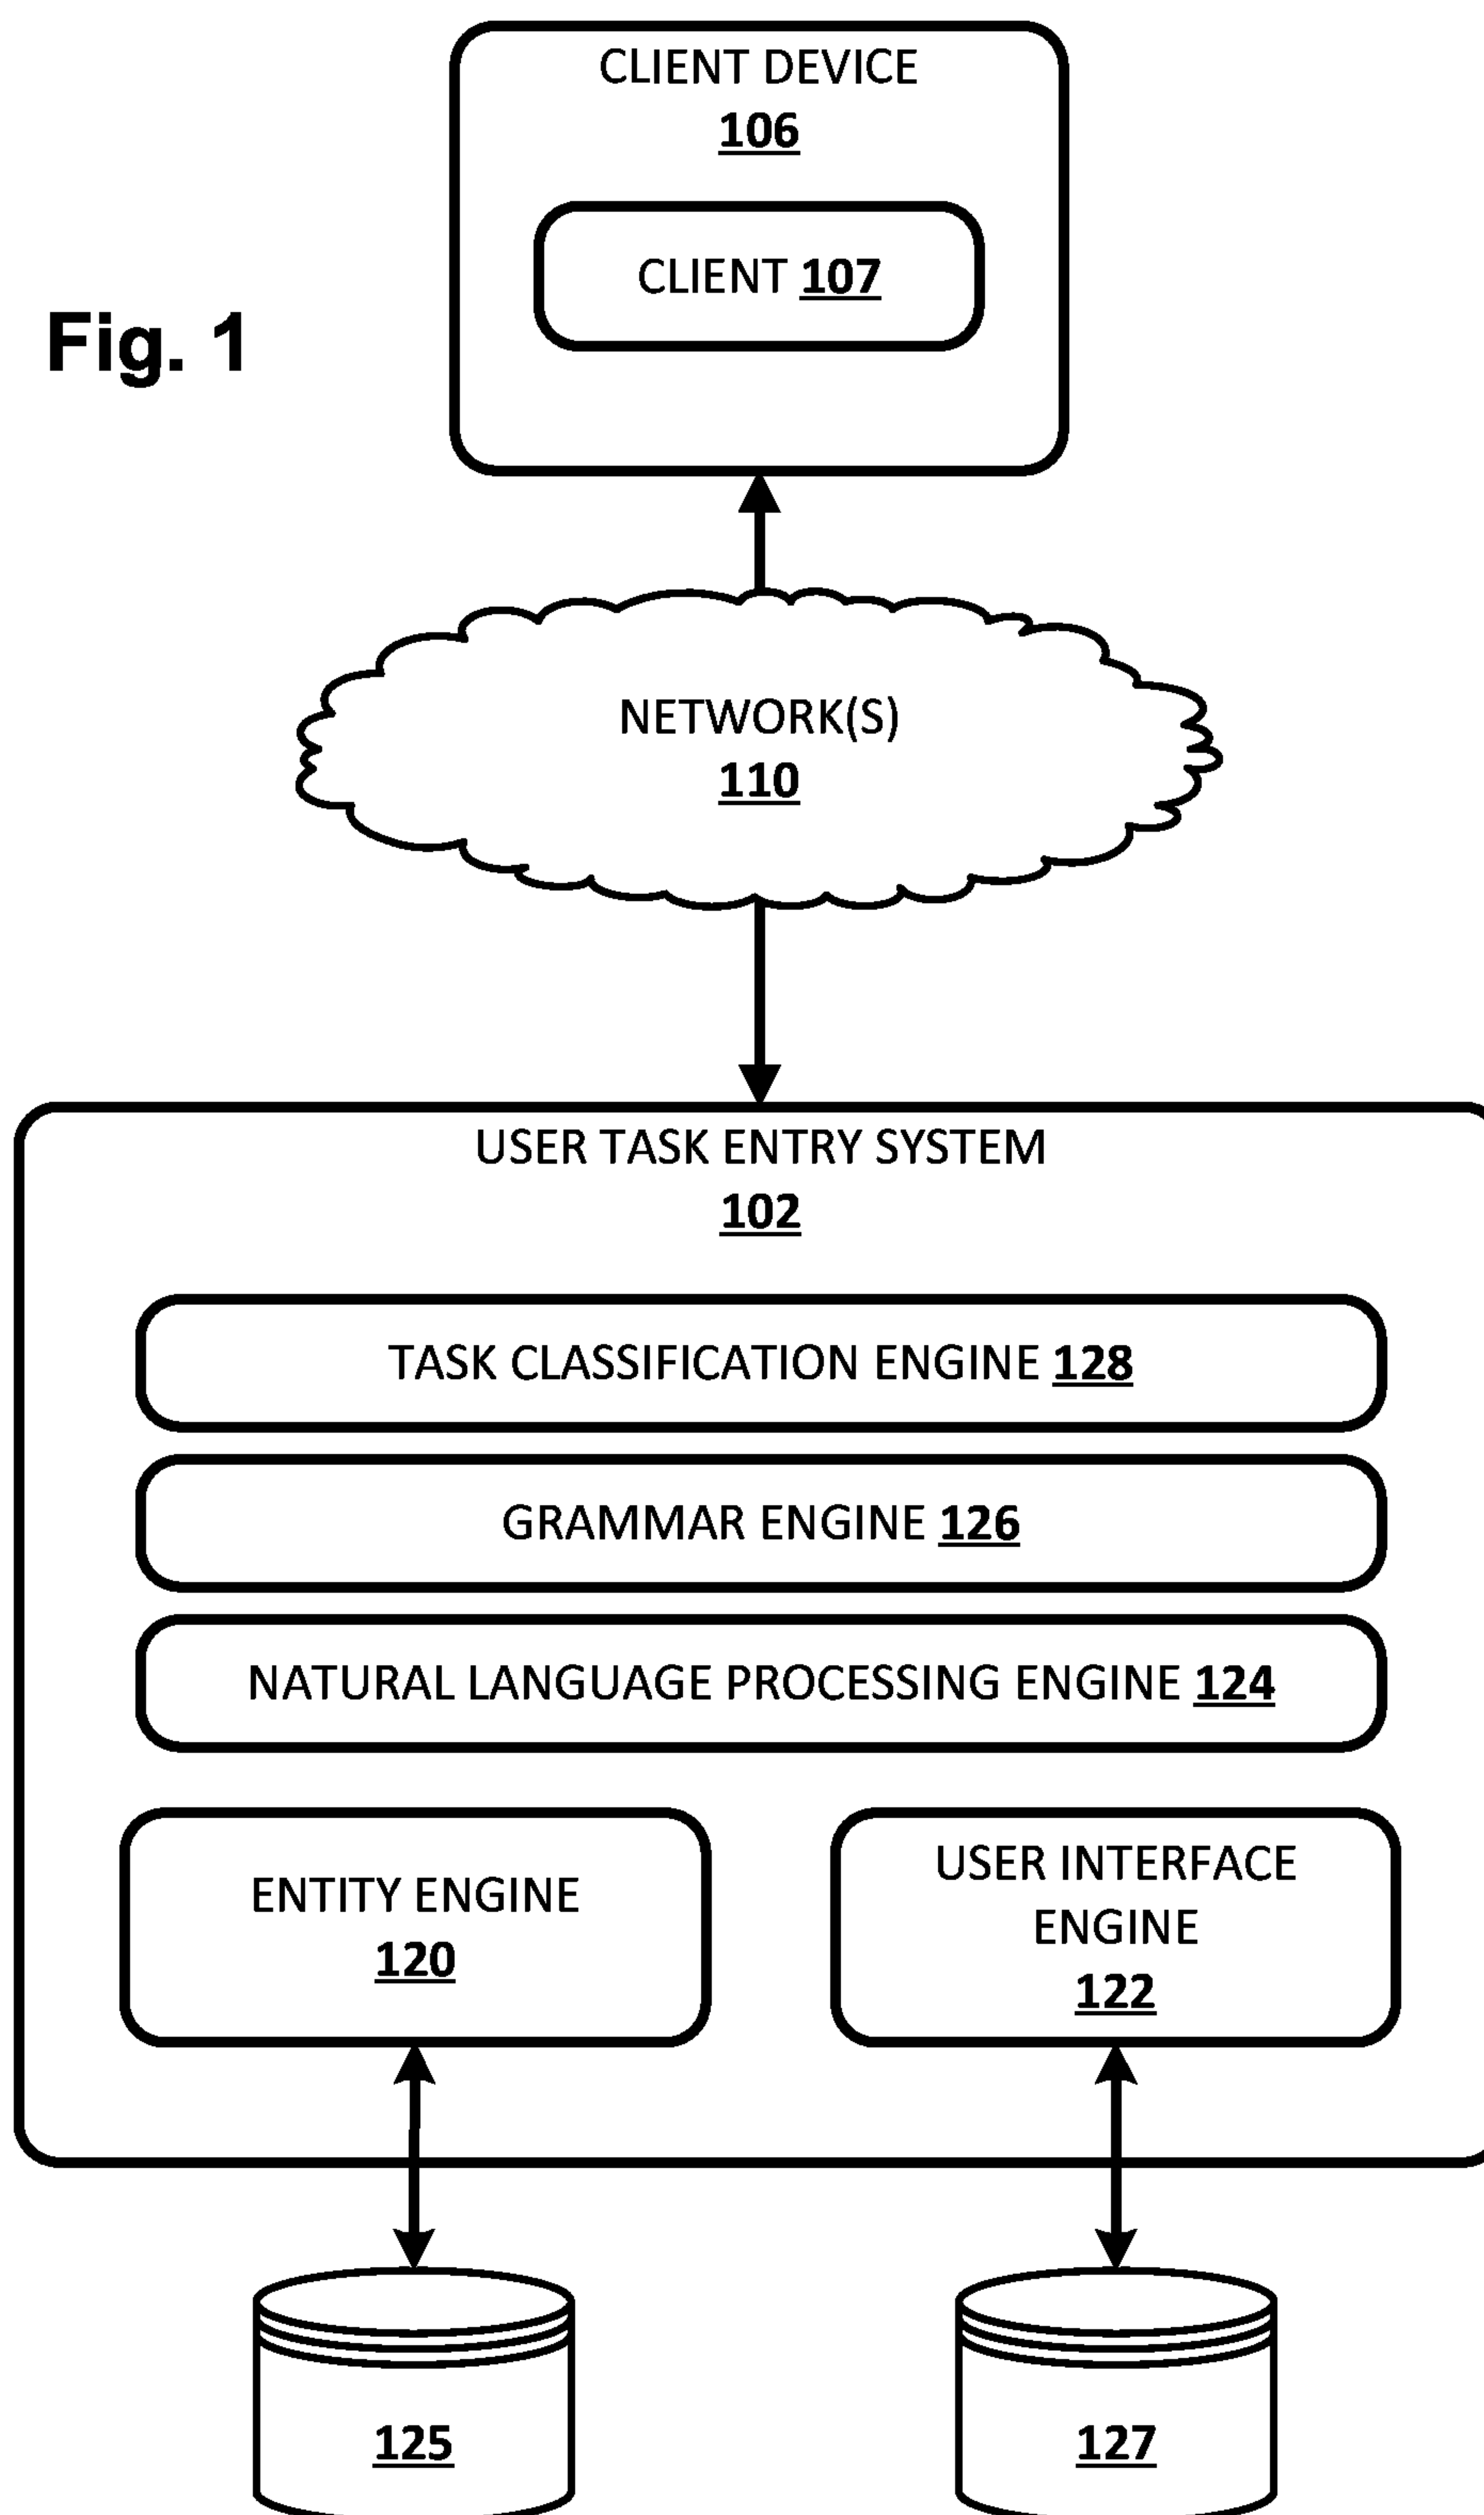 CLIENT DEVICE
106
CLIENT 107
Fig. 1
NETWORK(S)
110
USER TASK ENTRY SYSTEM
102
TASK CLASSIFICATION ENGINE 128
GRAMMAR ENGINE 126
NATURAL LANGUAGE PROCESSING ENGINE 124
ENTITY ENGINE
120
USER INTERFACE
ENGINE
122
125
127